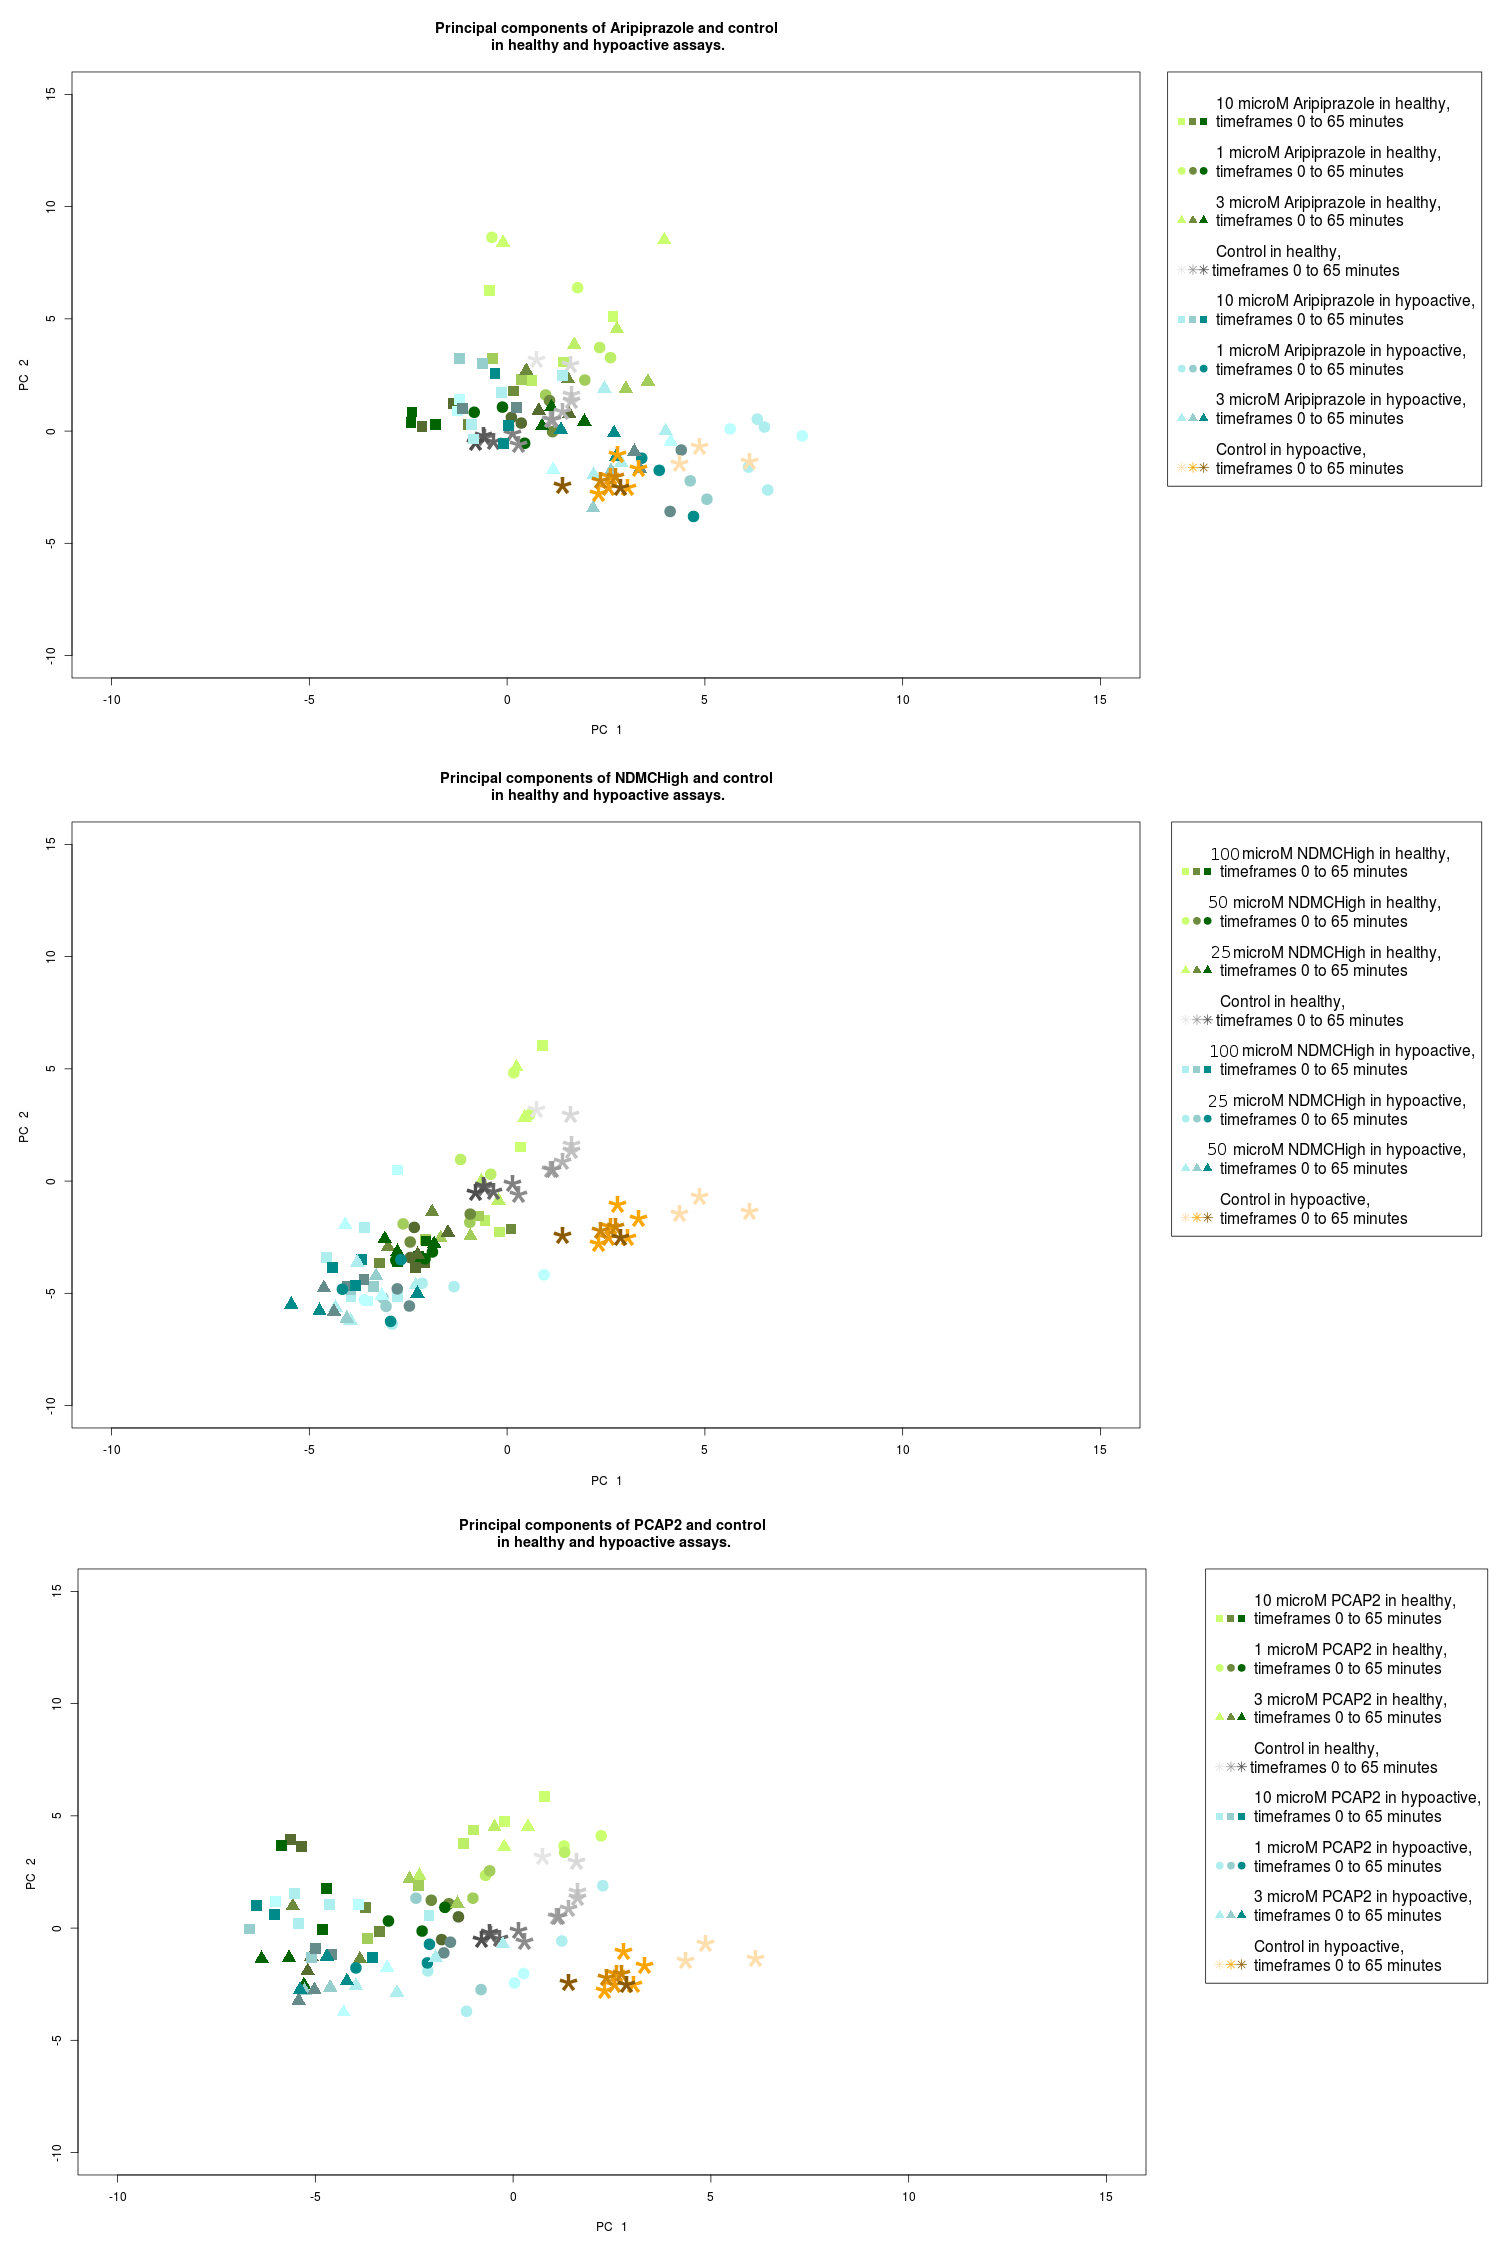 Principal components of Aripiprazole and control
in healthy and hypoactive assays.
15
10
5
0
-5
-10
PC 2
-10 -5 0 5 10 15
PC 1
10 microM Aripiprazole in healthy,
timeframes 0 to 65 minutes
1 microM Aripiprazole in healthy,
timeframes 0 to 65 minutes
3 microM Aripiprazole in healthy,
timeframes 0 to 65 minutes
Control in healthy,
timeframes 0 to 65 minutes
10 microM Aripiprazole in hypoactive,
timeframes 0 to 65 minutes
1 microM Aripiprazole in hypoactive,
timeframes 0 to 65 minutes
3 microM Aripiprazole in hypoactive,
timeframes 0 to 65 minutes
Control in hypoactive,
timeframes 0 to 65 minutes
Principal components of NDMCHigh and control
in healthy and hypoactive assays.
15
10
5
0
-5
-10
PC 2
-10 -5 0 5 10 15
PC 1
100 microM NDMCHigh in healthy,
timeframes 0 to 65 minutes
50 microM NDMCHigh in healthy,
timeframes 0 to 65 minutes
25 microM NDMCHigh in healthy,
timeframes 0 to 65 minutes
Control in healthy,
timeframes 0 to 65 minutes
100 microM NDMCHigh in hypoactive,
timeframes 0 to 65 minutes
25 microM NDMCHigh in hypoactive,
timeframes 0 to 65 minutes
50 microM NDMCHigh in hypoactive,
timeframes 0 to 65 minutes
Control in hypoactive,
timeframes 0 to 65 minutes
Principal components of PCAP2 and control
in healthy and hypoactive assays.
15
10
5
0
-5
-10
PC 2
-10 -5 0 5 10 15
PC 1
10 microM PCAP2 in healthy,
timeframes 0 to 65 minutes
1 microM PCAP2 in healthy,
timeframes 0 to 65 minutes
3 microM PCAP2 in healthy,
timeframes 0 to 65 minutes
Control in healthy,
timeframes 0 to 65 minutes
10 microM PCAP2 in hypoactive,
timeframes 0 to 65 minutes
1 microM PCAP2 in hypoactive,
timeframes 0 to 65 minutes
3 microM PCAP2 in hypoactive,
timeframes 0 to 65 minutes
Control in hypoactive,
timeframes 0 to 65 minutes